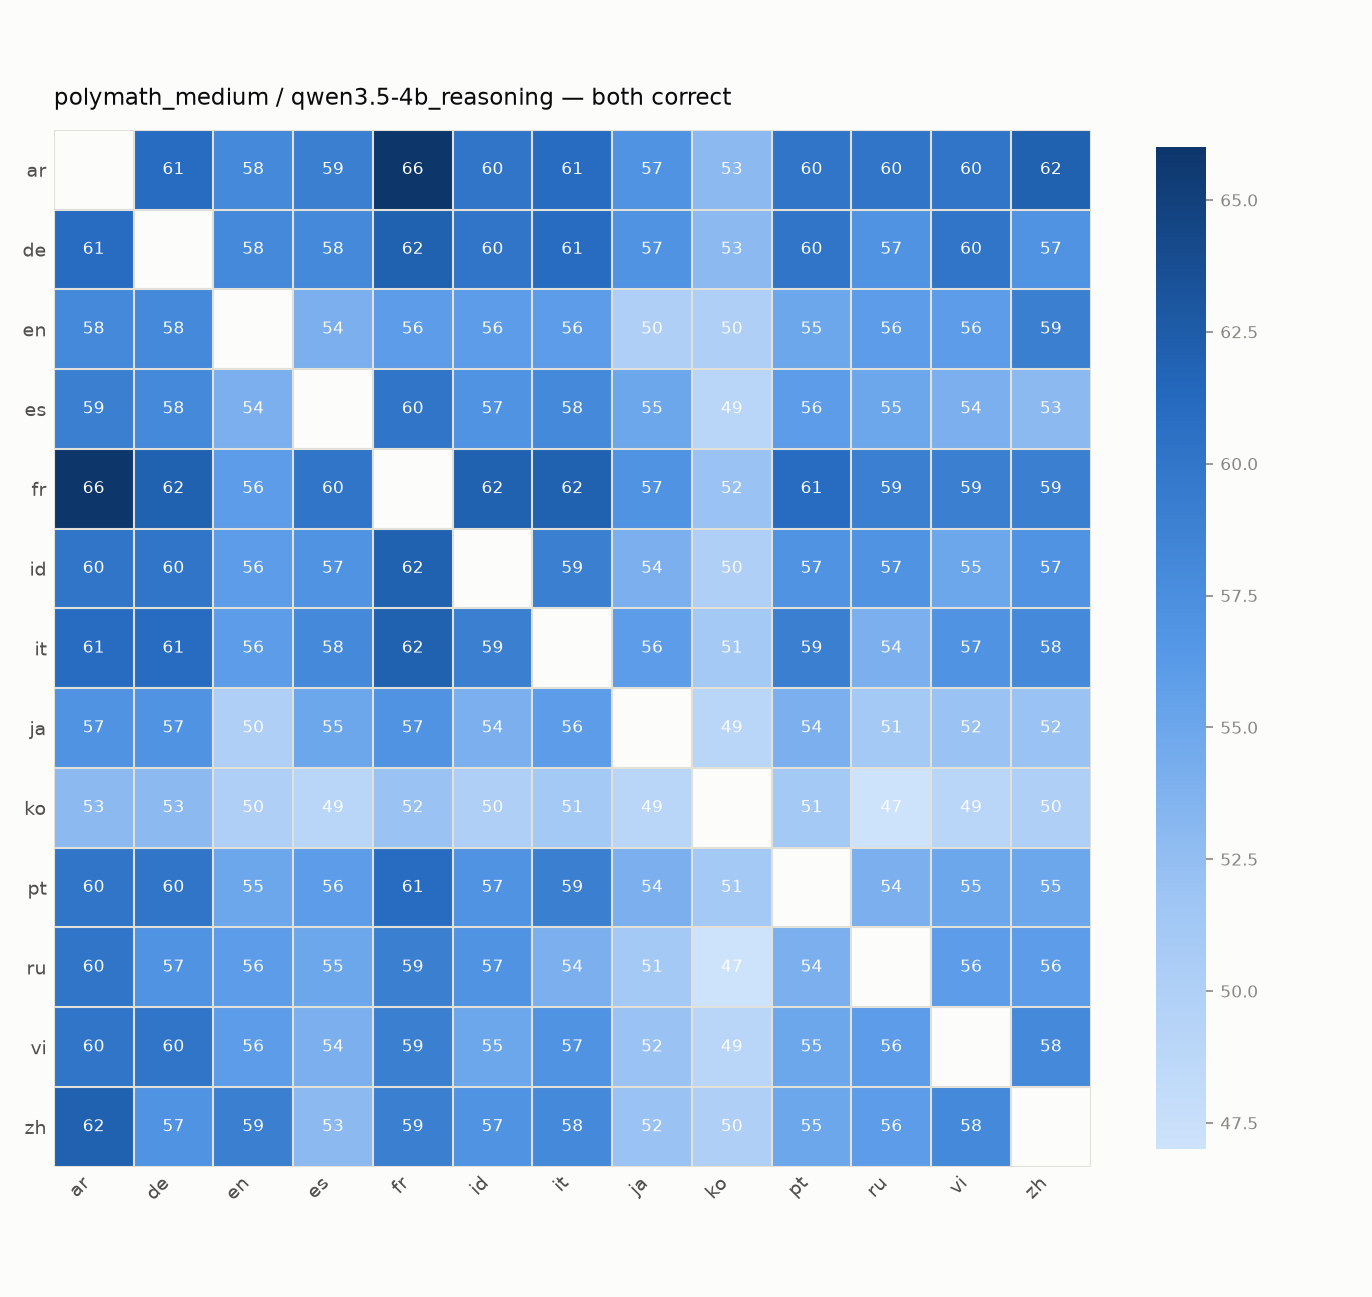 polymath_medium / qwen3.5-4b_reasoning — both correct
ar 61 58 59 66 60 61 57 53 60 60 60 62
de 61 58 58 62 60 61 57 53 60 57 60 57
en 58 58 54 56 56 56 50 50 55 56 56 59
es 59 58 54 60 57 58 55 49 56 55 54 53
fr 66 62 56 60 62 62 57 52 61 59 59 59
id 60 60 56 57 62 59 54 50 57 57 55 57
it 61 61 56 58 62 59 56 51 59 54 57 58
ja 57 57 50 55 57 54 56 49 54 51 52 52
ko 53 53 50 49 52 50 51 49 51 47 49 50
pt 60 60 55 56 61 57 59 54 51 54 55 55
ru 60 57 56 55 59 57 54 51 47 54 56 56
vi 60 60 56 54 59 55 57 52 49 55 56 58
zh 62 57 59 53 59 57 58 52 50 55 56 58
ar de en es fr id it ja ko pt ru vi zh
65.0
62.5
60.0
57.5
55.0
52.5
50.0
47.5